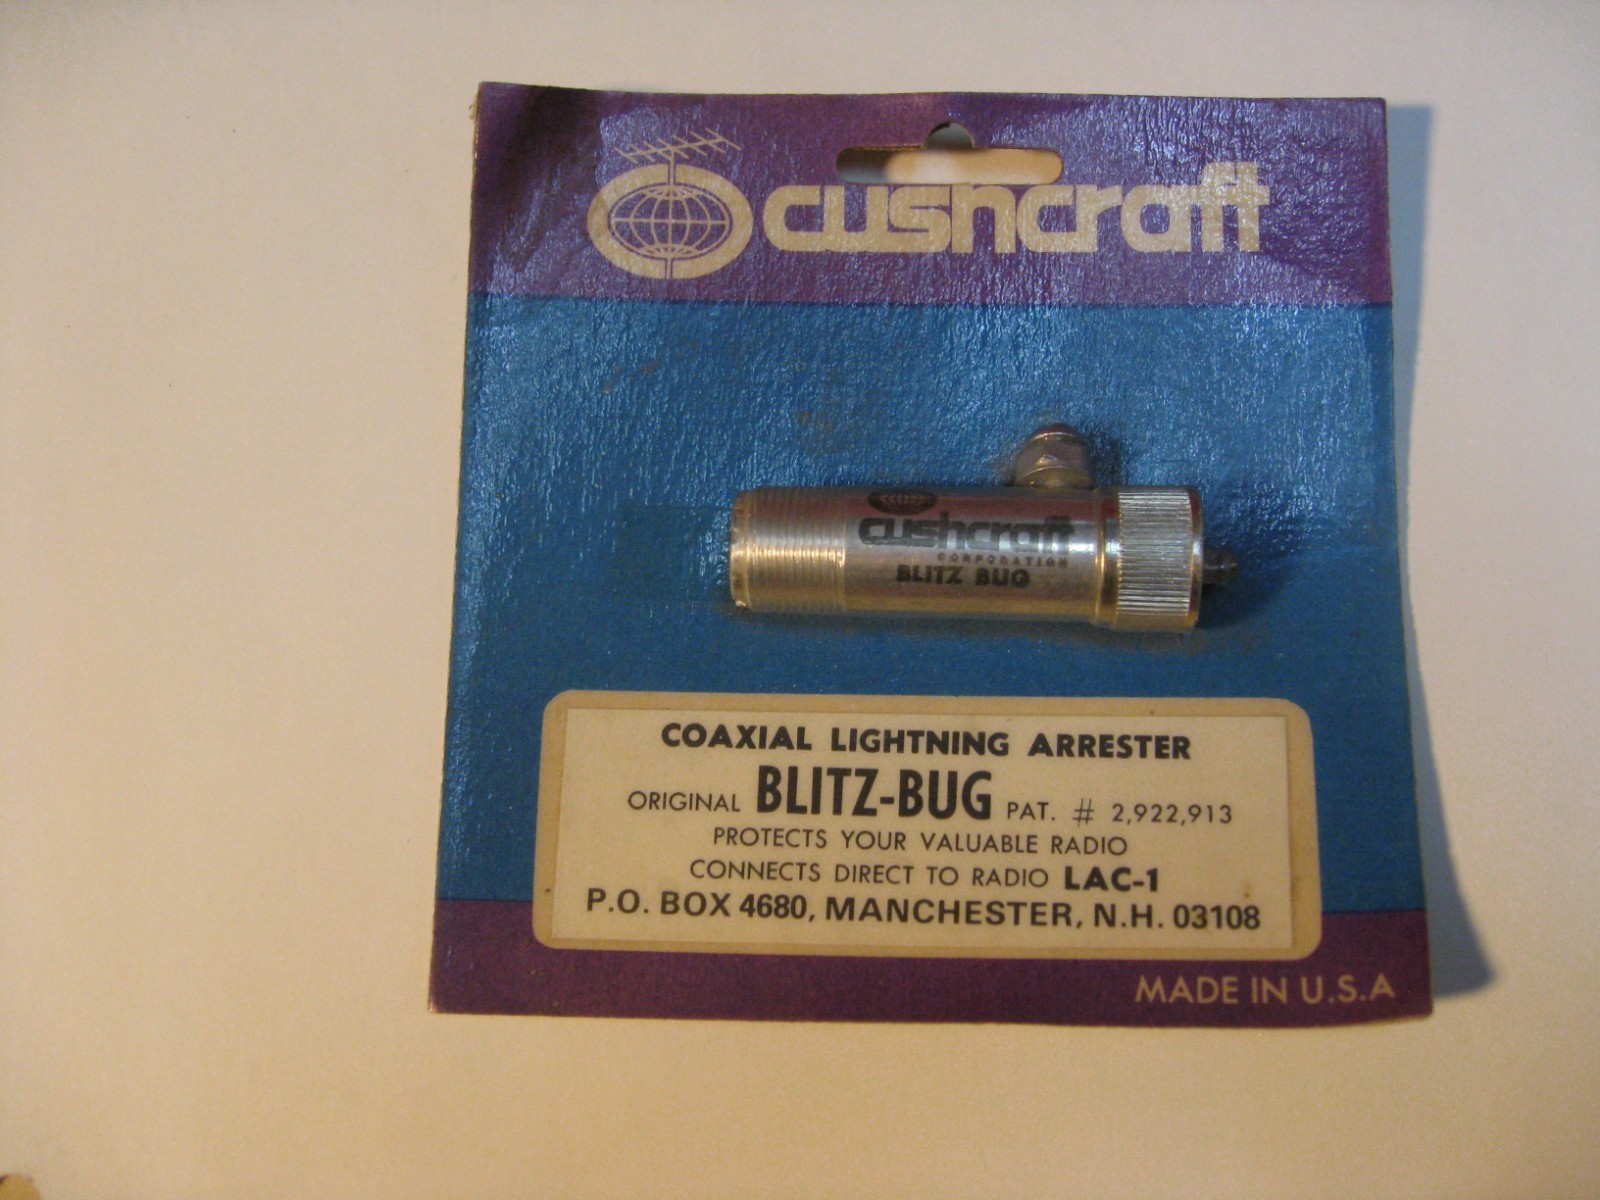 cushcraft
cushcraft
CORPORATION
BLITZ BUG
COAXIAL LIGHTNING ARRESTER
ORIGINAL BLITZ-BUG PAT. # 2,922,913
PROTECTS YOUR VALUABLE RADIO
CONNECTS DIRECT TO RADIO LAC-1
P.O. BOX 4680, MANCHESTER, N.H. 03108
MADE IN U.S.A